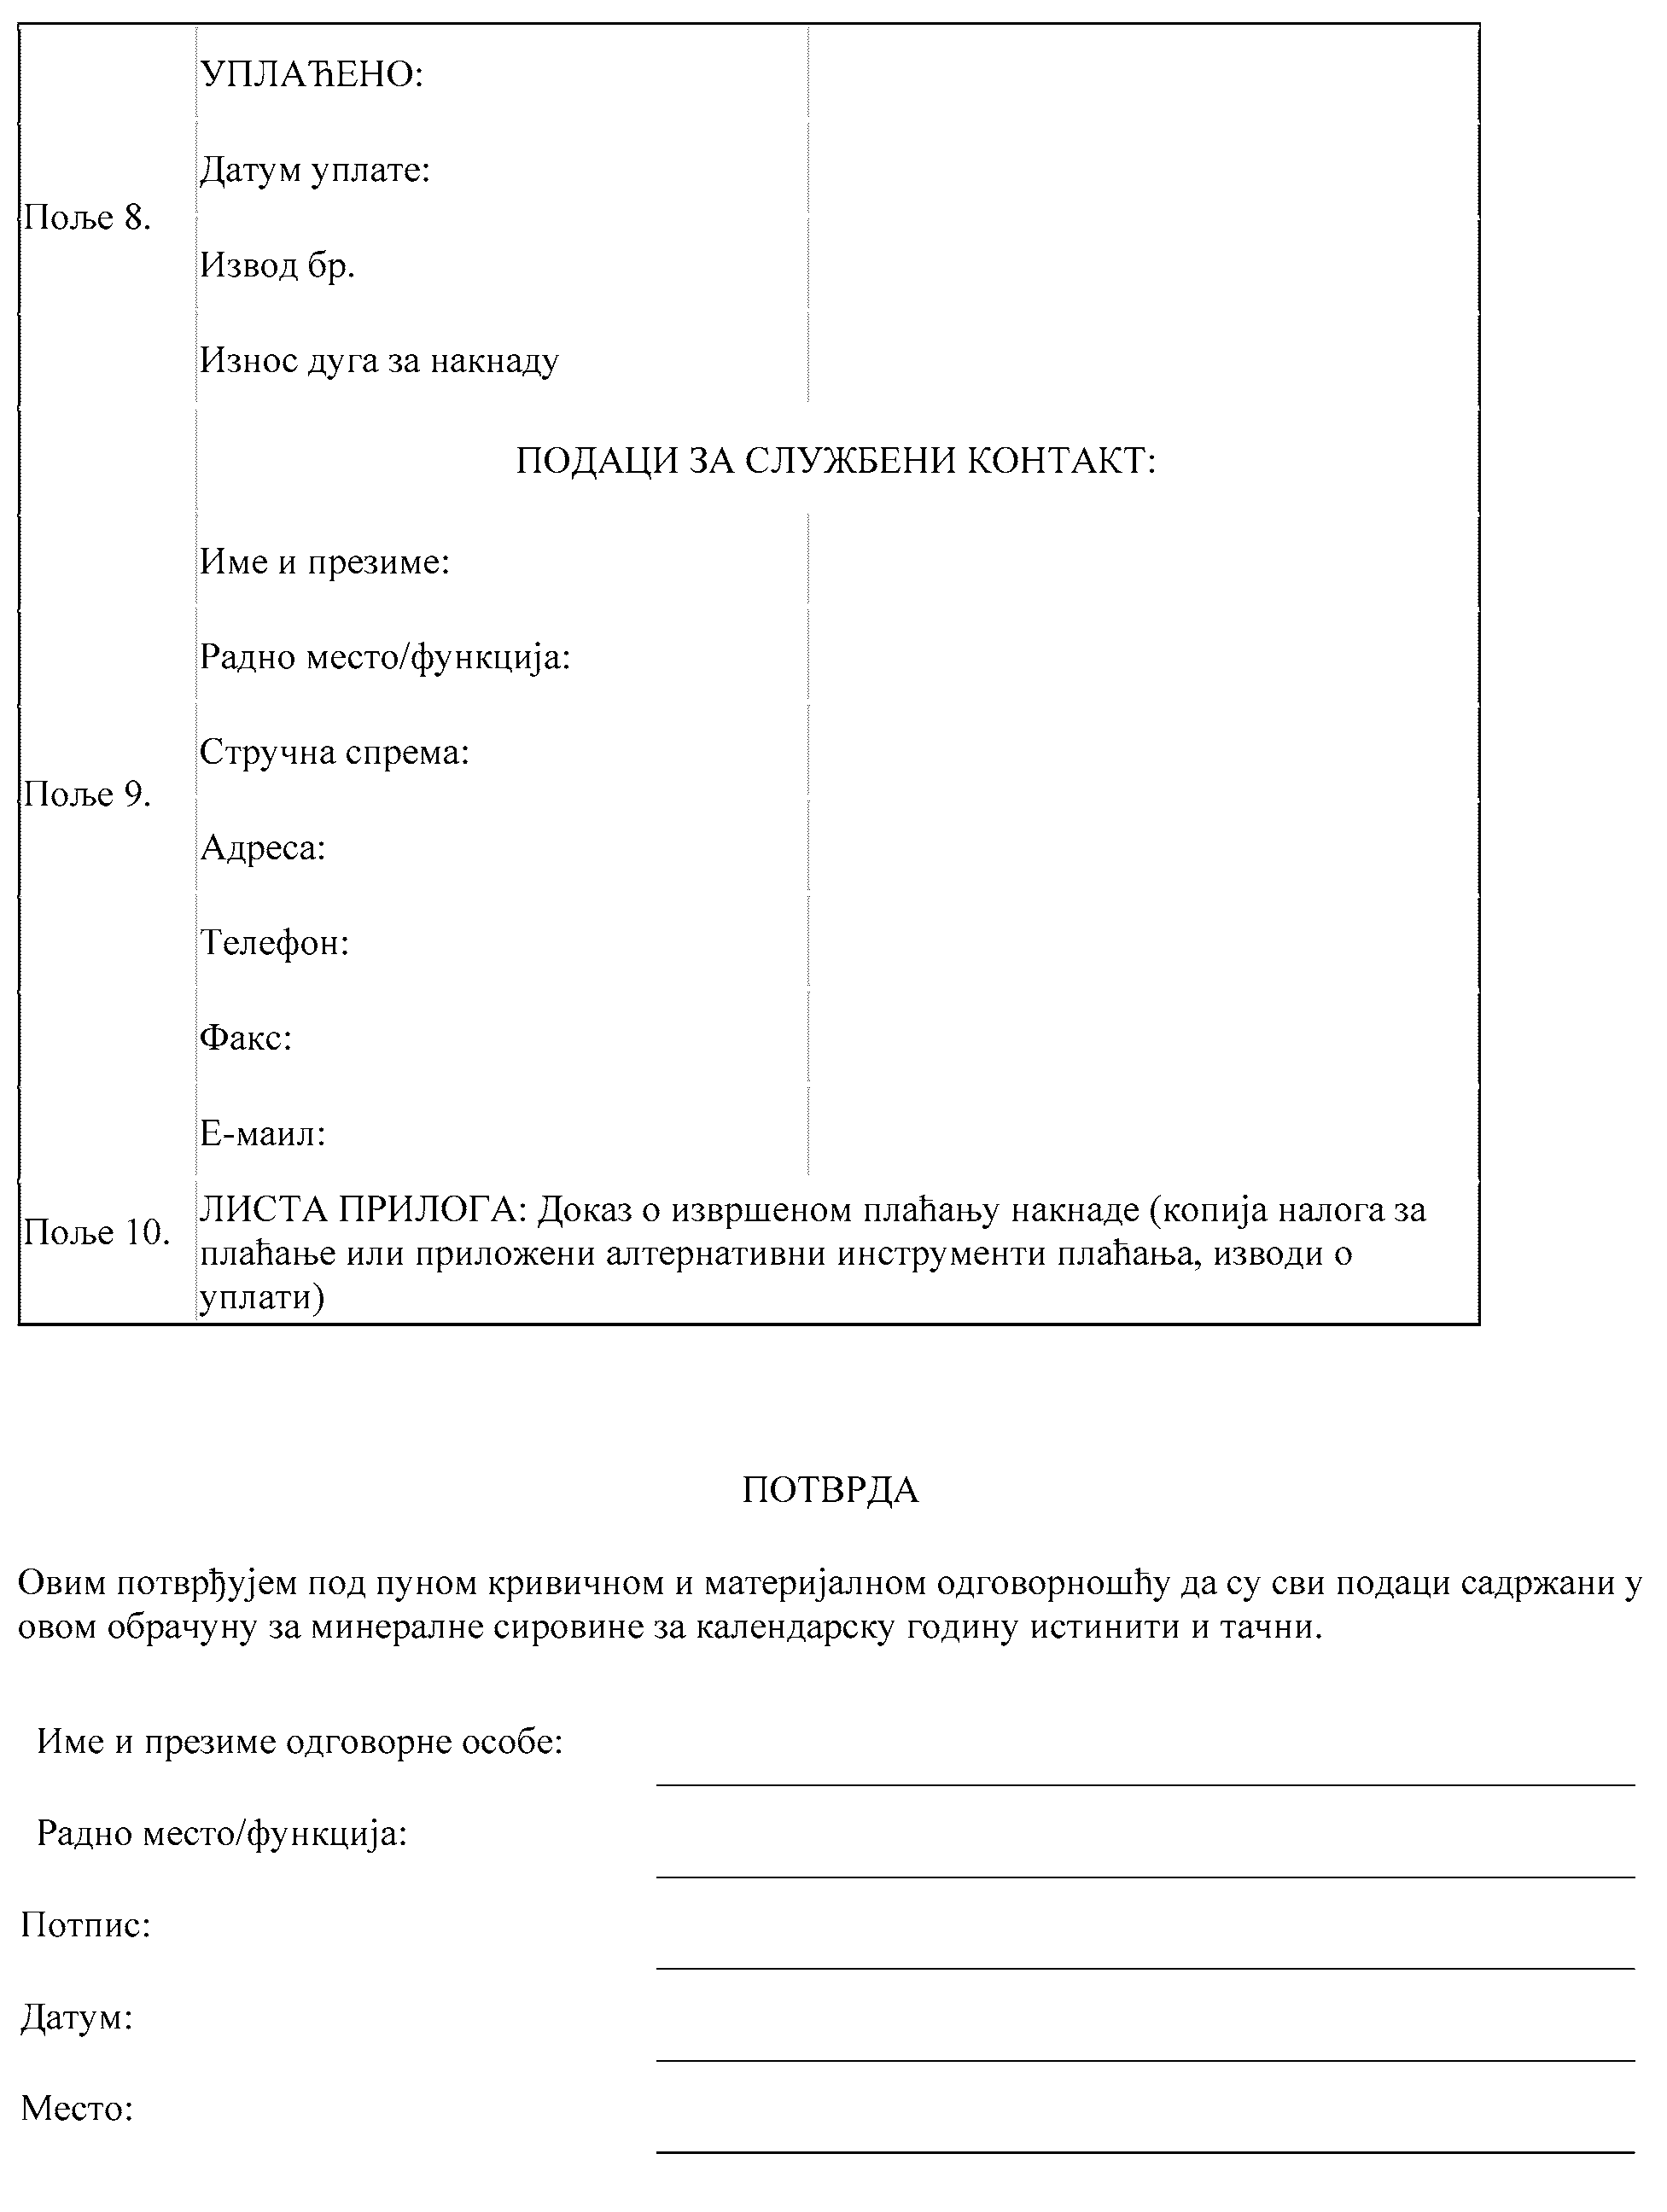 УПЛАЋЕНО:
Датум уплате:
Поље 8.
Извод бр.
Износ дуга за накнаду
ПОДАЦИ ЗА СЛУЖБЕНИ КОНТАКТ:
Име и презиме:
Радно место/функција:
Стручна спрема:
Поље 9.
Адреса:
Телефон:
Факс:
Е-маил:
Поље 10.
ЛИСТА ПРИЛОГА: Доказ о извршеном плаћању накнаде (копија налога за
плаћање или приложени алтернативни инструменти плаћања, изводи о
уплати)
ПОТВРДА
Овим потврђујем под пуном кривичном и материјалном одговорношћу да су сви подаци садржани у
овом обрачуну за минералне сировине за календарску годину истинити и тачни.
Име и презиме одговорне особе:
Радно место/функција:
Потпис:
Датум:
Место: